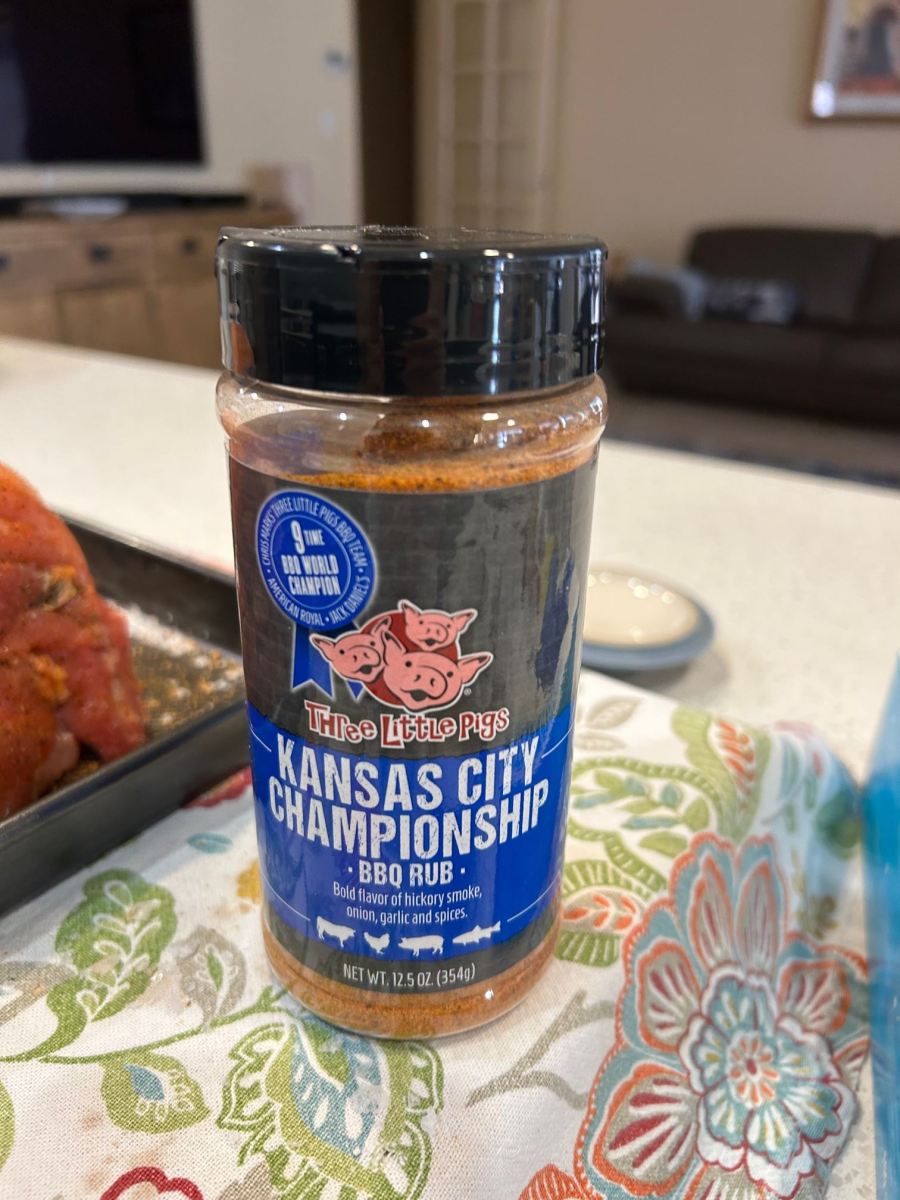 CHRIS MARKS THREE LITTLE PIGS BBQ TEAM
9 TIME
BBQ WORLD
CHAMPION
• AMERICAN ROYAL • JACK DANIEL'S •
THREE LITTLE PIGS ®
KANSAS CITY
CHAMPIONSHIP
• BBQ RUB •
Bold flavor of hickory smoke,
onion, garlic and spices.
NET WT. 12.5 OZ. (354g)